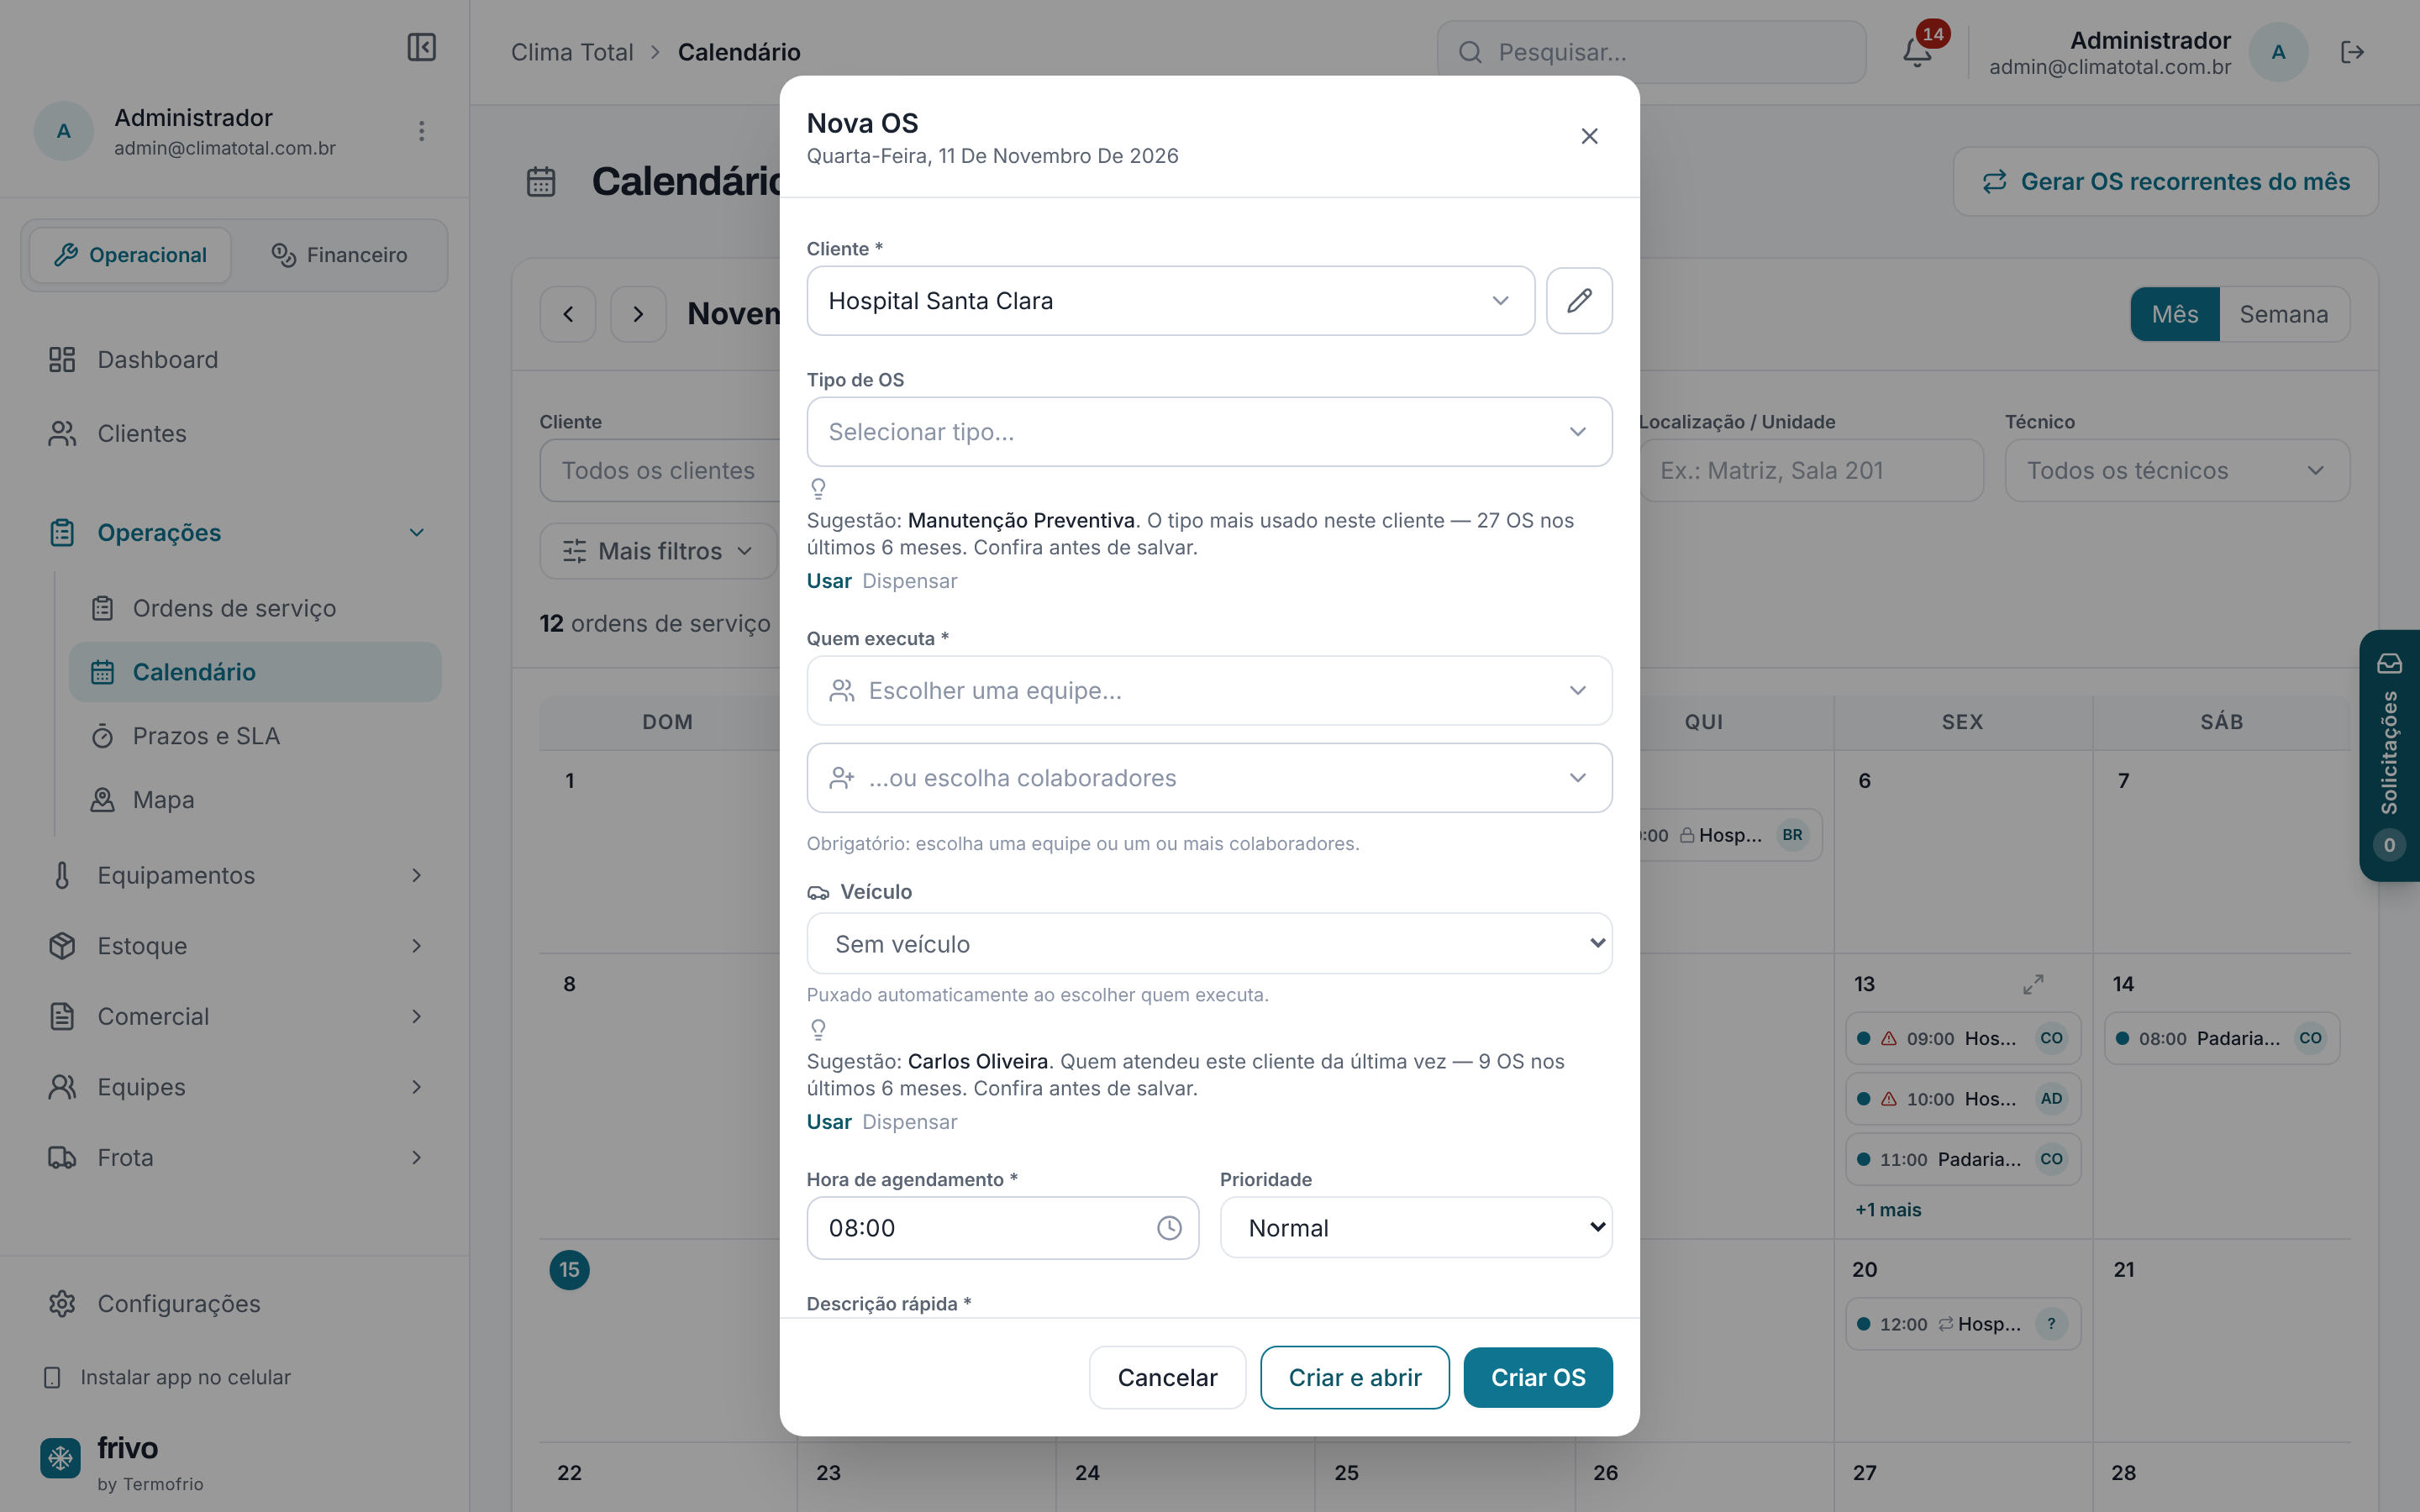 Administrador
admin@climatotal.com.br
A
Operacional
Financeiro
Dashboard
Clientes
Operações
Ordens de serviço
Calendário
Prazos e SLA
Mapa
Equipamentos
Estoque
Comercial
Equipes
Frota
Configurações
Instalar app no celular
frivo
by Termofrio
Clima Total > Calendário
Pesquisar...
14
Administrador
admin@climatotal.com.br
A
Calendário
Gerar OS recorrentes do mês
Mês
Semana
Cliente
Todos os clientes
Localização / Unidade
Ex.: Matriz, Sala 201
Técnico
Todos os técnicos
Mais filtros
12 ordens de serviço
DOM
QUI
SEX
SÁB
1
6
7
Hosp... BR
8
13
14
09:00 Hos... CO
10:00 Hos... AD
11:00 Padaria... CO
+1 mais
08:00 Padaria... CO
15
20
21
12:00 Hosp... ?
22
23
24
25
26
27
28
Solicitações
0
Nova OS
Quarta-Feira, 11 De Novembro De 2026
Cliente *
Hospital Santa Clara
Tipo de OS
Selecionar tipo...
Sugestão: Manutenção Preventiva. O tipo mais usado neste cliente — 27 OS nos
últimos 6 meses. Confira antes de salvar.
Usar Dispensar
Quem executa *
Escolher uma equipe...
...ou escolha colaboradores
Obrigatório: escolha uma equipe ou um ou mais colaboradores.
Veículo
Sem veículo
Puxado automaticamente ao escolher quem executa.
Sugestão: Carlos Oliveira. Quem atendeu este cliente da última vez — 9 OS nos
últimos 6 meses. Confira antes de salvar.
Usar Dispensar
Hora de agendamento *
08:00
Prioridade
Normal
Descrição rápida *
Cancelar
Criar e abrir
Criar OS